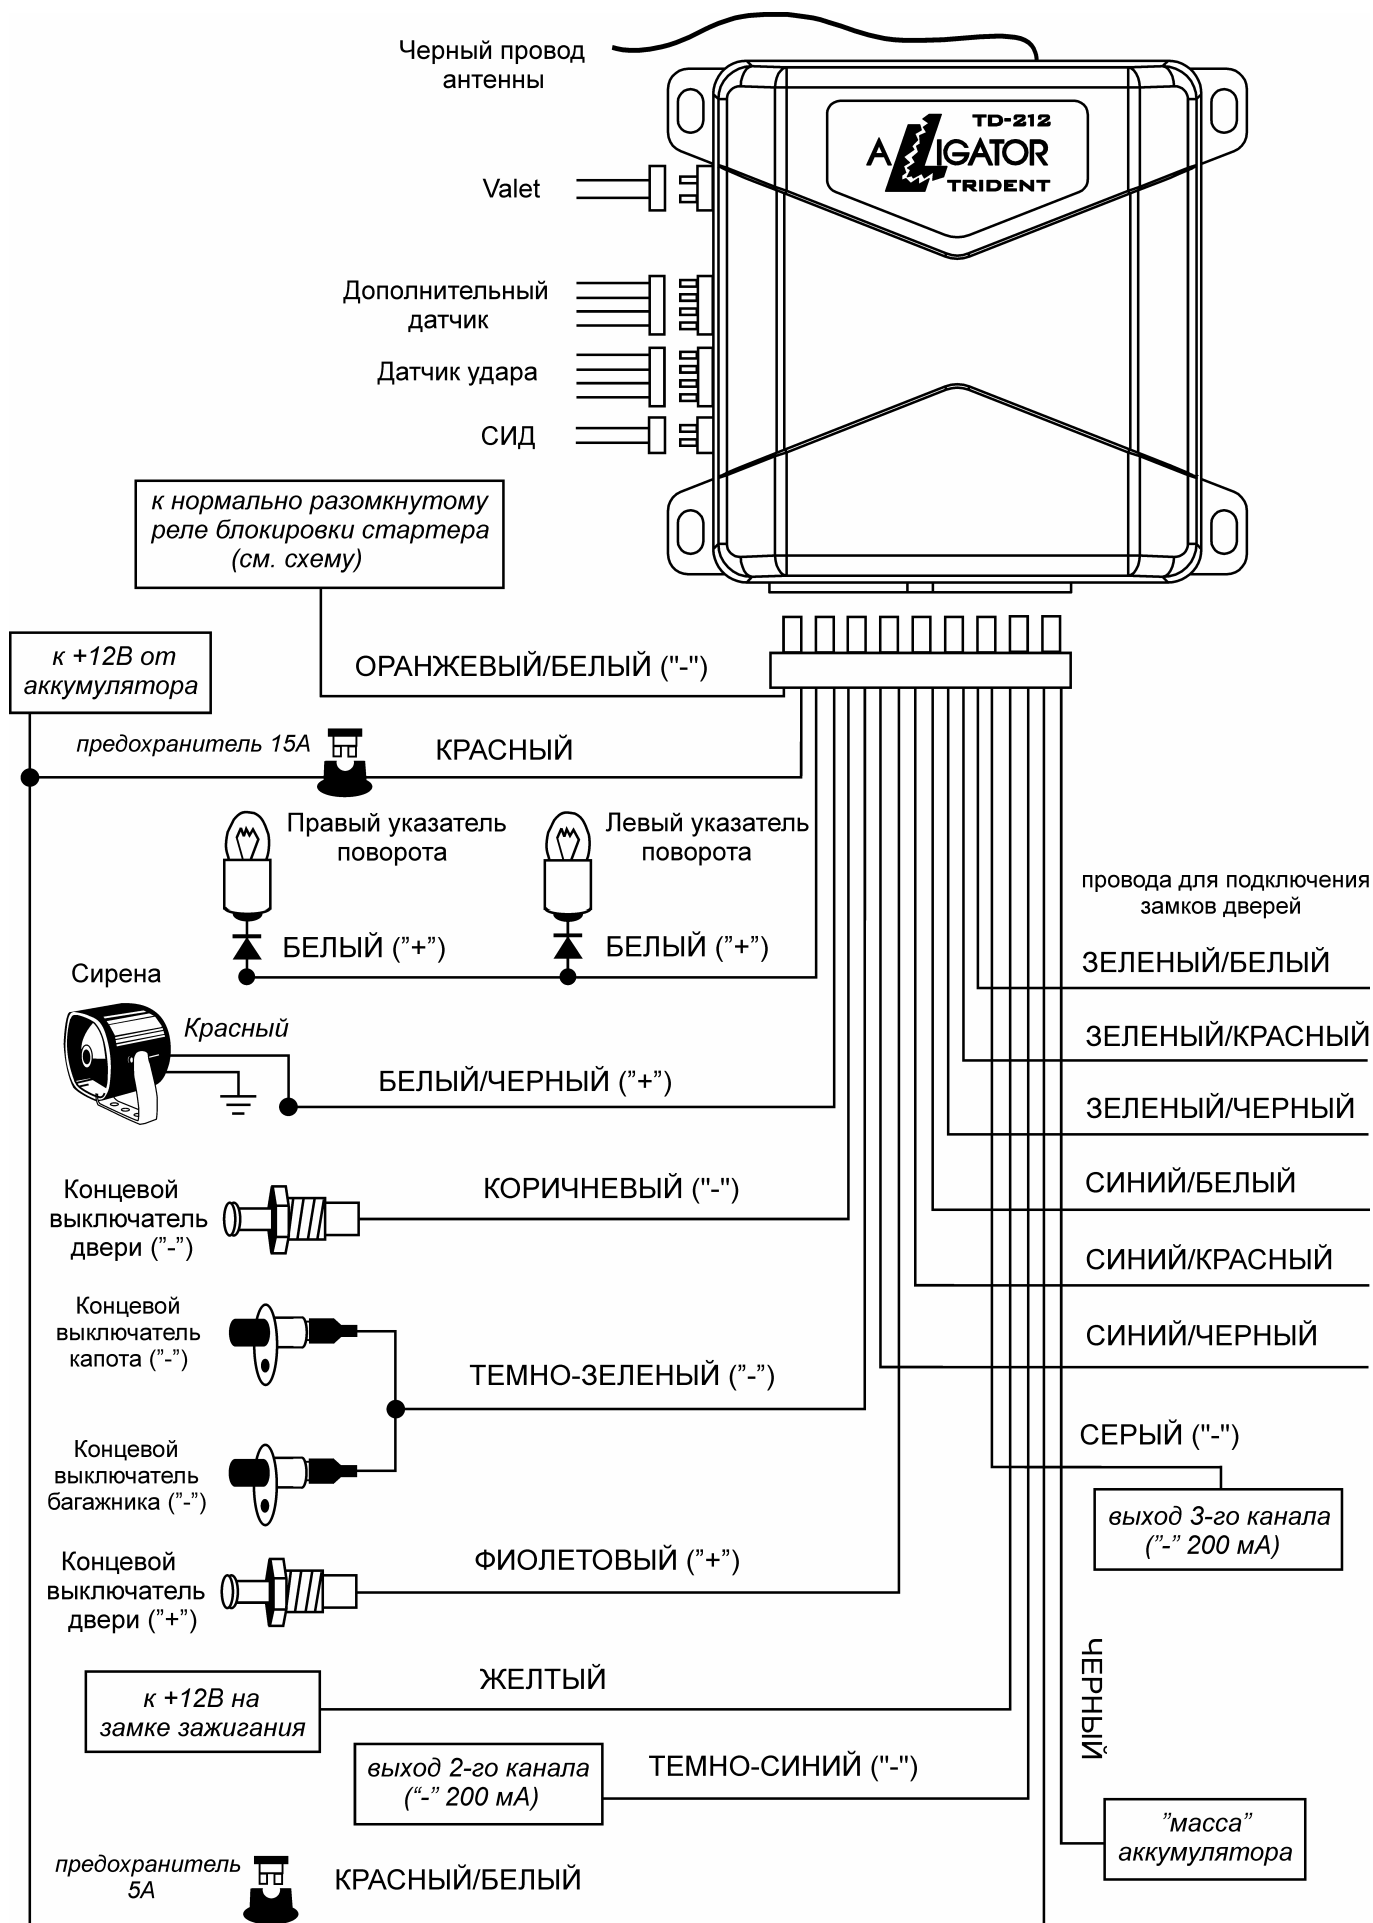 Черный провод
антенны
TD-212
ALLIGATOR
TRIDENT
Valet
Дополнительный
датчик
Датчик удара
СИД
к нормально разомкнутому
реле блокировки стартера
(см. схему)
ОРАНЖЕВЫЙ/БЕЛЫЙ ("-")
к +12В от
аккумулятора
предохранитель 15А
КРАСНЫЙ
Правый указатель
поворота
Левый указатель
поворота
БЕЛЫЙ ("+")
БЕЛЫЙ ("+")
провода для подключения
замков дверей
ЗЕЛЕНЫЙ/БЕЛЫЙ
Сирена
Красный
ЗЕЛЕНЫЙ/КРАСНЫЙ
БЕЛЫЙ/ЧЕРНЫЙ ("+")
ЗЕЛЕНЫЙ/ЧЕРНЫЙ
Концевой
выключатель
двери ("-")
КОРИЧНЕВЫЙ ("-")
СИНИЙ/БЕЛЫЙ
СИНИЙ/КРАСНЫЙ
Концевой
выключатель
капота ("-")
СИНИЙ/ЧЕРНЫЙ
ТЕМНО-ЗЕЛЕНЫЙ ("-")
СЕРЫЙ ("-")
Концевой
выключатель
багажника ("-")
выход 3-го канала
("-" 200 мА)
Концевой
выключатель
двери ("+")
ФИОЛЕТОВЫЙ ("+")
ЧЕРНЫЙ
ЖЕЛТЫЙ
к +12В на
замке зажигания
выход 2-го канала
("-" 200 мА)
ТЕМНО-СИНИЙ ("-")
"масса"
аккумулятора
предохранитель
5А
КРАСНЫЙ/БЕЛЫЙ